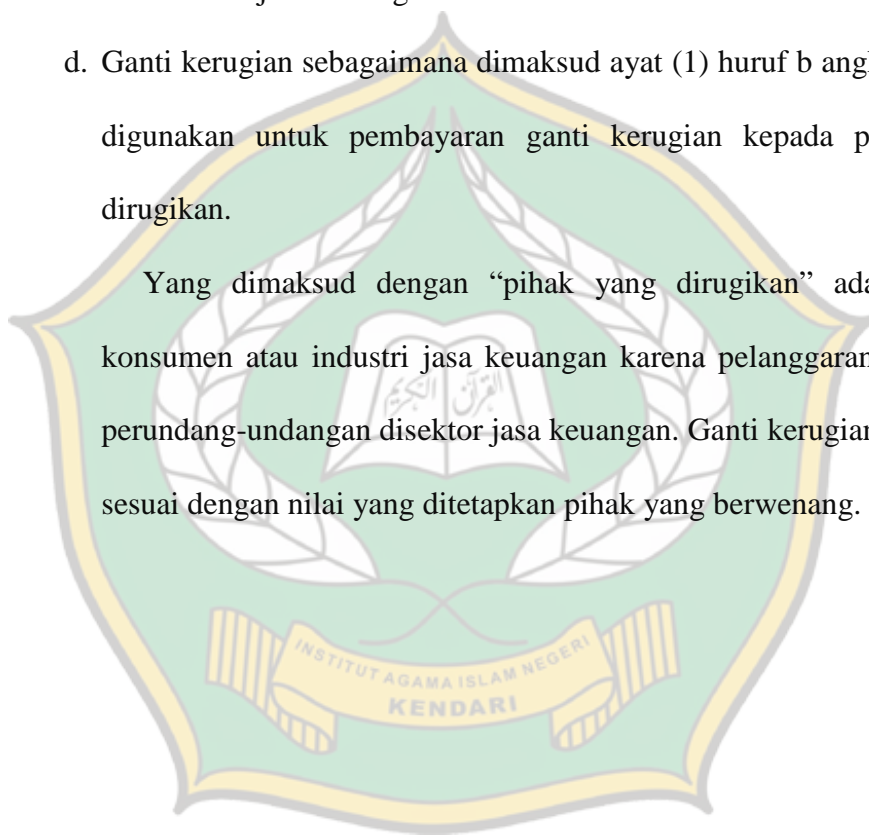 d. Ganti kerugian sebagaimana dimaksud ayat (1) huruf b
digunakan untuk pembayaran ganti kerugian kepada
dirugikan.
Yang dimaksud dengan “pihak yang dirugikan”
konsumen atau industri jasa keuangan karena pelanggaran
perundang-undangan disektor jasa keuangan. Ganti kerugian
sesuai dengan nilai yang ditetapkan pihak yang berwenang.
القرآن الكريم
INSTITUT AGAMA ISLAM NEGERI
KENDARI